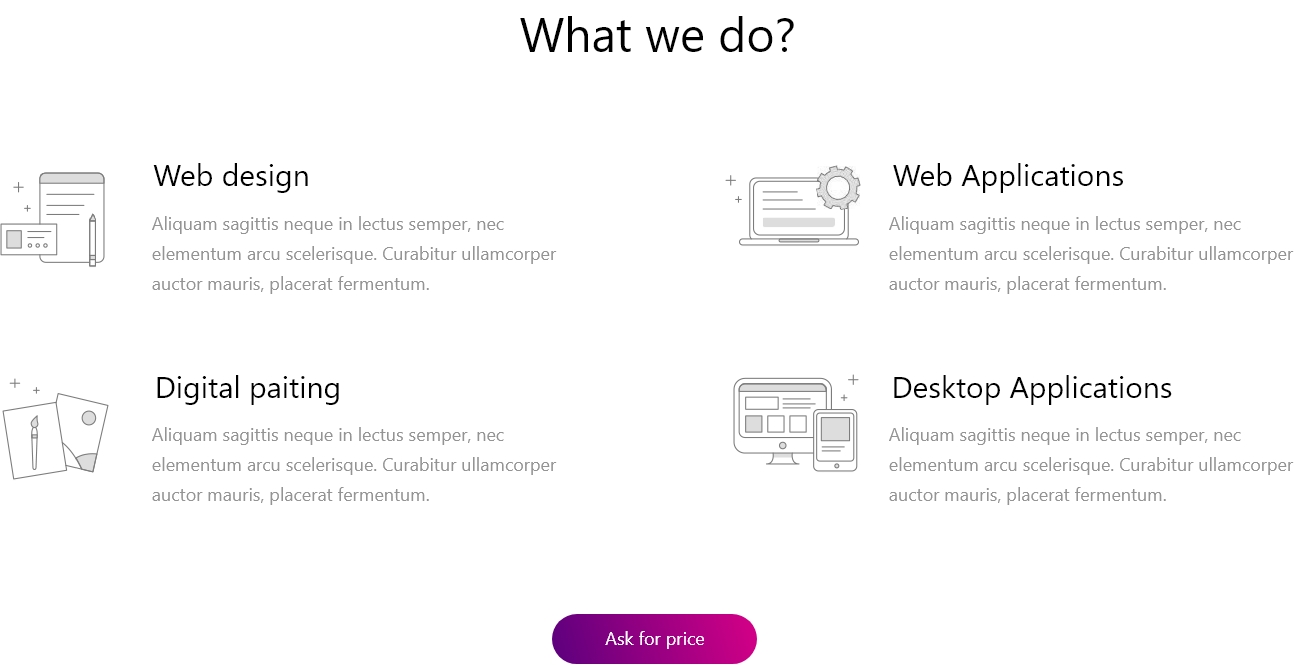 What we do?
Web design
Aliquam sagittis neque in lectus semper, nec
elementum arcu scelerisque. Curabitur ullamcorper
auctor mauris, placerat fermentum.
Web Applications
Aliquam sagittis neque in lectus semper, nec
elementum arcu scelerisque. Curabitur ullamcorper
auctor mauris, placerat fermentum.
Digital paiting
Aliquam sagittis neque in lectus semper, nec
elementum arcu scelerisque. Curabitur ullamcorper
auctor mauris, placerat fermentum.
Desktop Applications
Aliquam sagittis neque in lectus semper, nec
elementum arcu scelerisque. Curabitur ullamcorper
auctor mauris, placerat fermentum.
Ask for price